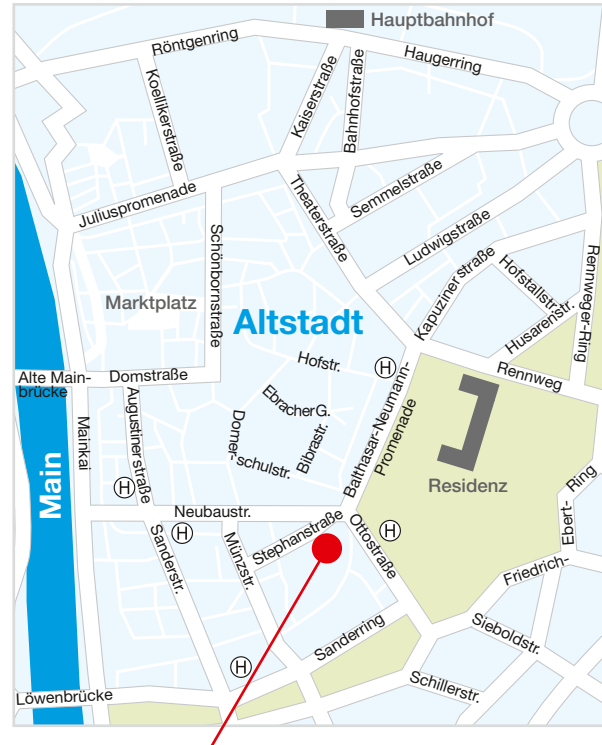 Hauptbahnhof
Röntgenring
Haugerring
Koellikerstraße
Kaiserstraße
Bahnhofstraße
Juliuspromenade
Theaterstraße
Semmelstraße
Schönbornstraße
Ludwigstraße
Kapuzinerstraße
Hofstallstr.
Husarenstr.
Rennweger-Ring
Marktplatz
Altstadt
Hofstr.
H
Rennweg
Alte Main-
brücke
Domstraße
Augustinerstraße
Ebracher G.
Domer-
schulstr.
Bibrastr.
Balthasar-Neumann-
Promenade
Residenz
Main
Mainkai
H
Neubaustr.
H
Sanderstr.
Münzstr.
Stephanstraße
Ottostraße
H
Friedrich-
Ebert-
Ring
Sanderring
Sieboldstr.
Schillerstr.
H
Löwenbrücke